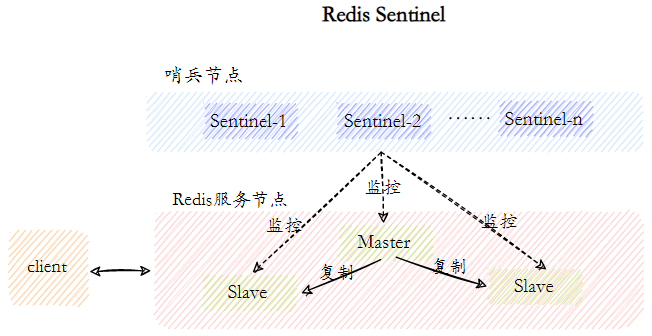 Redis Sentinel
哨兵节点
Sentinel-1
Sentinel-2
······
Sentinel-n
Redis服务节点
监控
监控
监控
Master
client
复制
复制
Slave
Slave